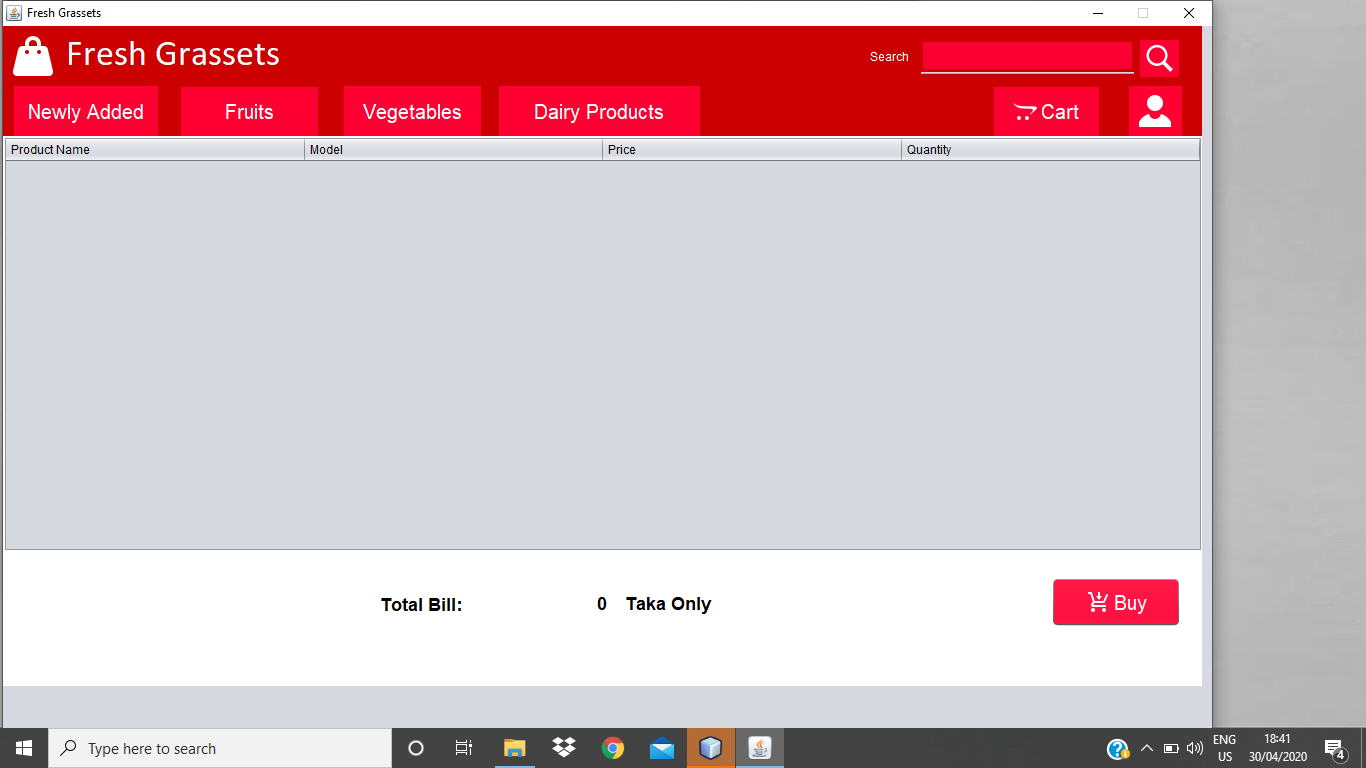 Fresh Grassets
Fresh Grassets
Search
Newly Added Fruits Vegetables Dairy Products Cart
Product Name Model Price Quantity
Total Bill: 0 Taka Only
Buy
Type here to search
ENG
US
18:41
30/04/2020
4